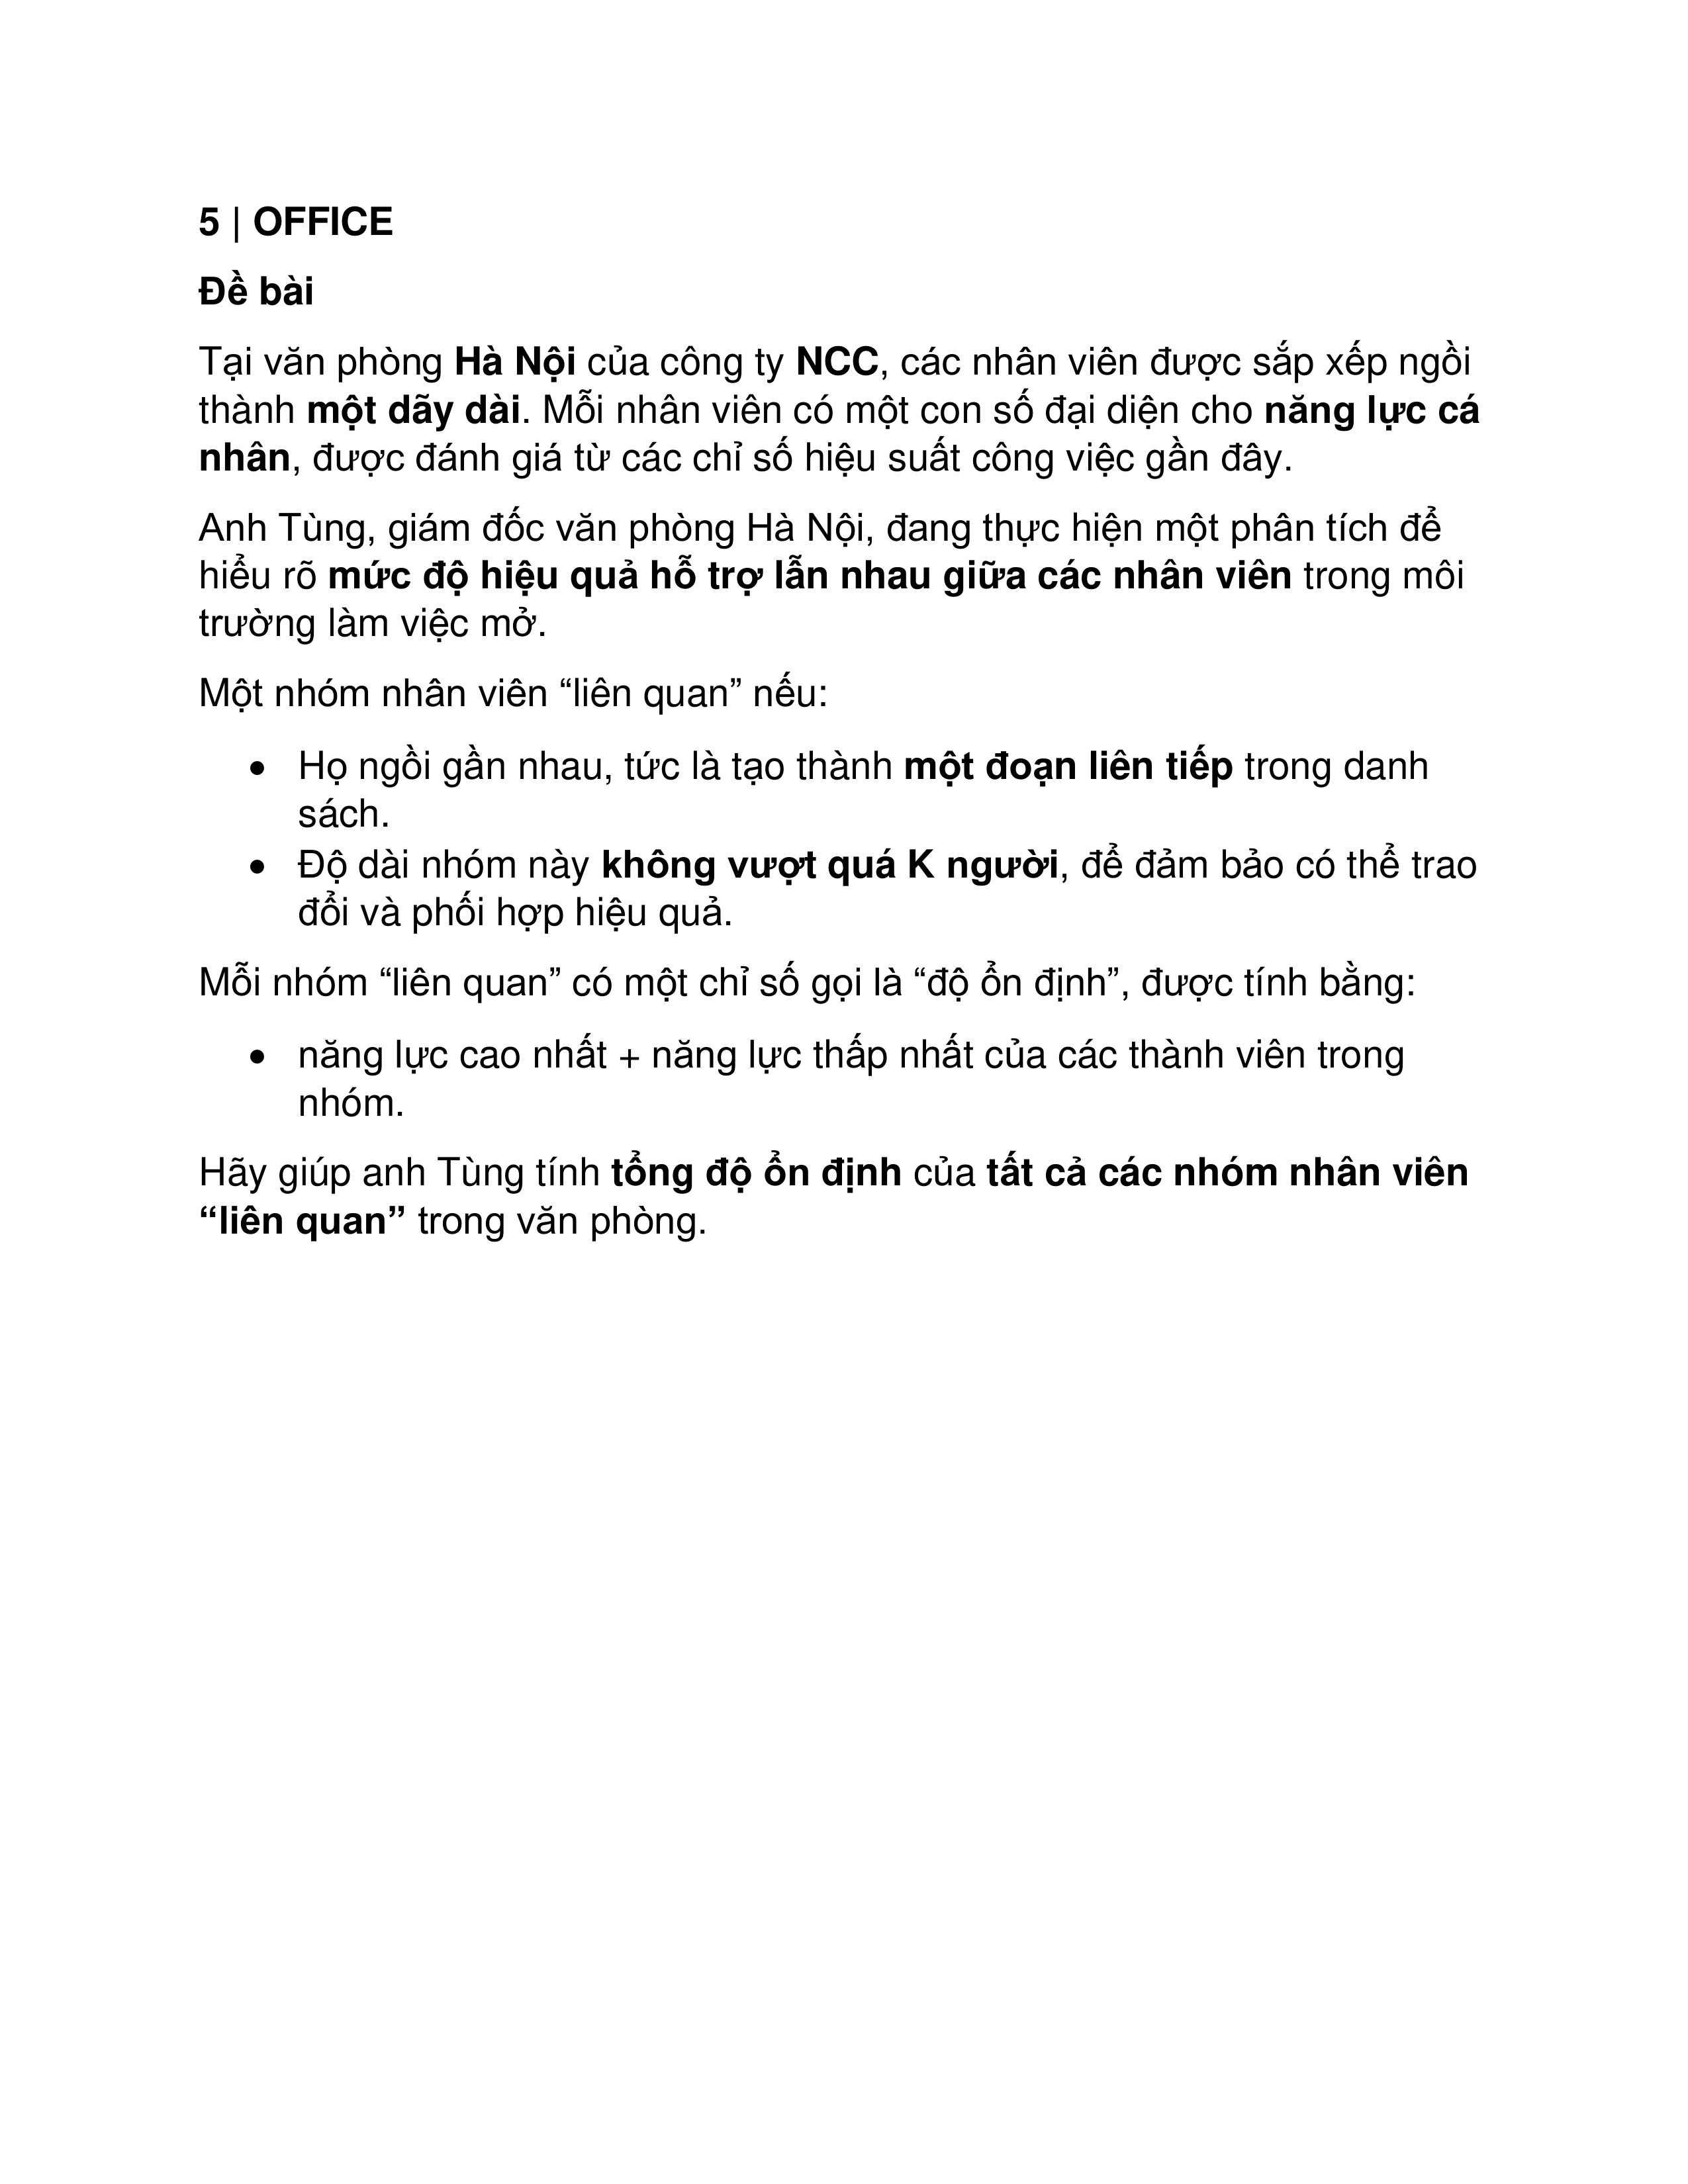 5 | OFFICE
Đề bài
Tại văn phòng Hà Nội của công ty NCC, các nhân viên được sắp xếp ngồi
thành một dãy dài. Mỗi nhân viên có một con số đại diện cho năng lực cá
nhân, được đánh giá từ các chỉ số hiệu suất công việc gần đây.
Anh Tùng, giám đốc văn phòng Hà Nội, đang thực hiện một phân tích để
hiểu rõ mức độ hiệu quả hỗ trợ lẫn nhau giữa các nhân viên trong môi
trường làm việc mở.
Một nhóm nhân viên “liên quan” nếu:
• Họ ngồi gần nhau, tức là tạo thành một đoạn liên tiếp trong danh
sách.
• Độ dài nhóm này không vượt quá K người, để đảm bảo có thể trao
đổi và phối hợp hiệu quả.
Mỗi nhóm “liên quan” có một chỉ số gọi là “độ ổn định”, được tính bằng:
• năng lực cao nhất + năng lực thấp nhất của các thành viên trong
nhóm.
Hãy giúp anh Tùng tính tổng độ ổn định của tất cả các nhóm nhân viên
“liên quan” trong văn phòng.